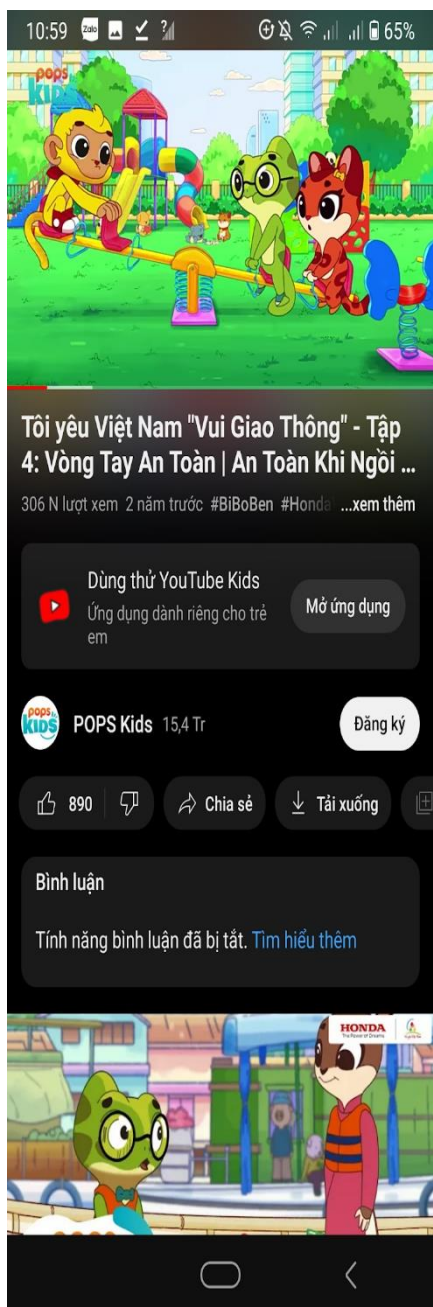 10:59 Zalo 65%
POPS
Kids
Tôi yêu Việt Nam "Vui Giao Thông" - Tập
4: Vòng Tay An Toàn | An Toàn Khi Ngồi ...
306 N lượt xem 2 năm trước #BiBoBen #Honda ...xem thêm
Dùng thử YouTube Kids
Ứng dụng dành riêng cho trẻ
em
Mở ứng dụng
POPS
KIDS
POPS Kids 15,4 Tr
Đăng ký
890
Chia sẻ
Tải xuống
Bình luận
Tính năng bình luận đã bị tắt. Tìm hiểu thêm
HONDA
The Power of Dreams